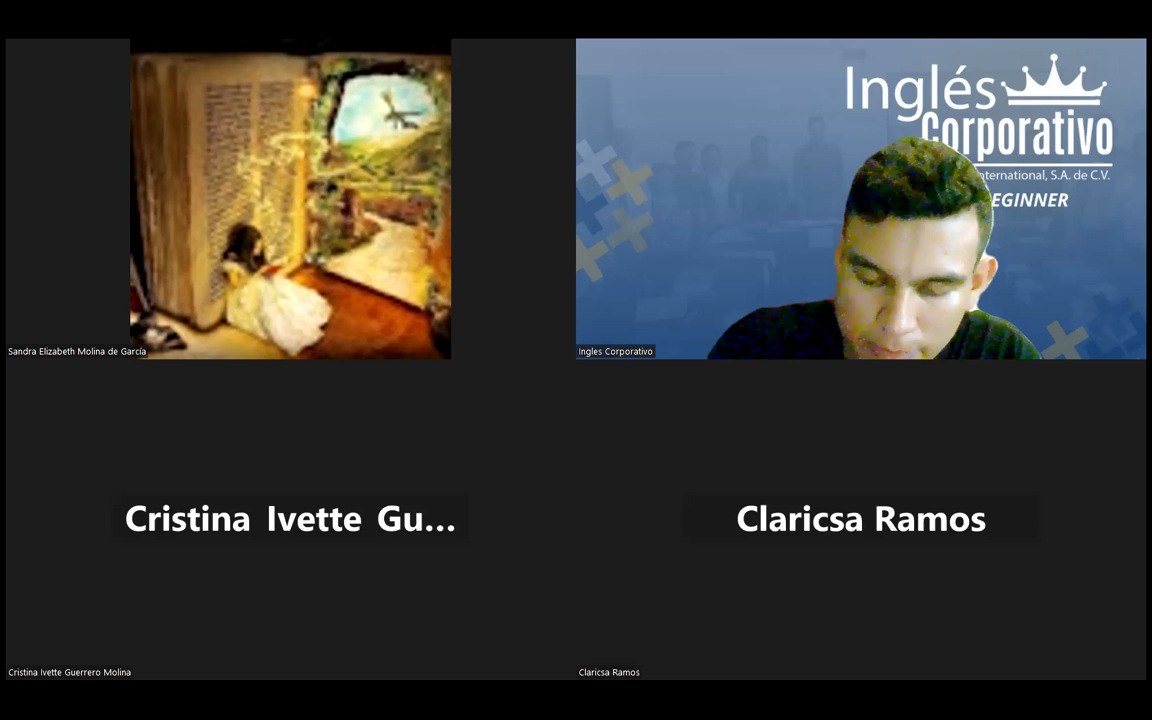 Inglés
Corporativo
nternational, S.A. de C.V.
EGINNER
Sandra Elizabeth Molina de García
Ingles Corporativo
Cristina Ivette Gu...
Claricsa Ramos
Cristina Ivette Guerrero Molina
Claricsa Ramos